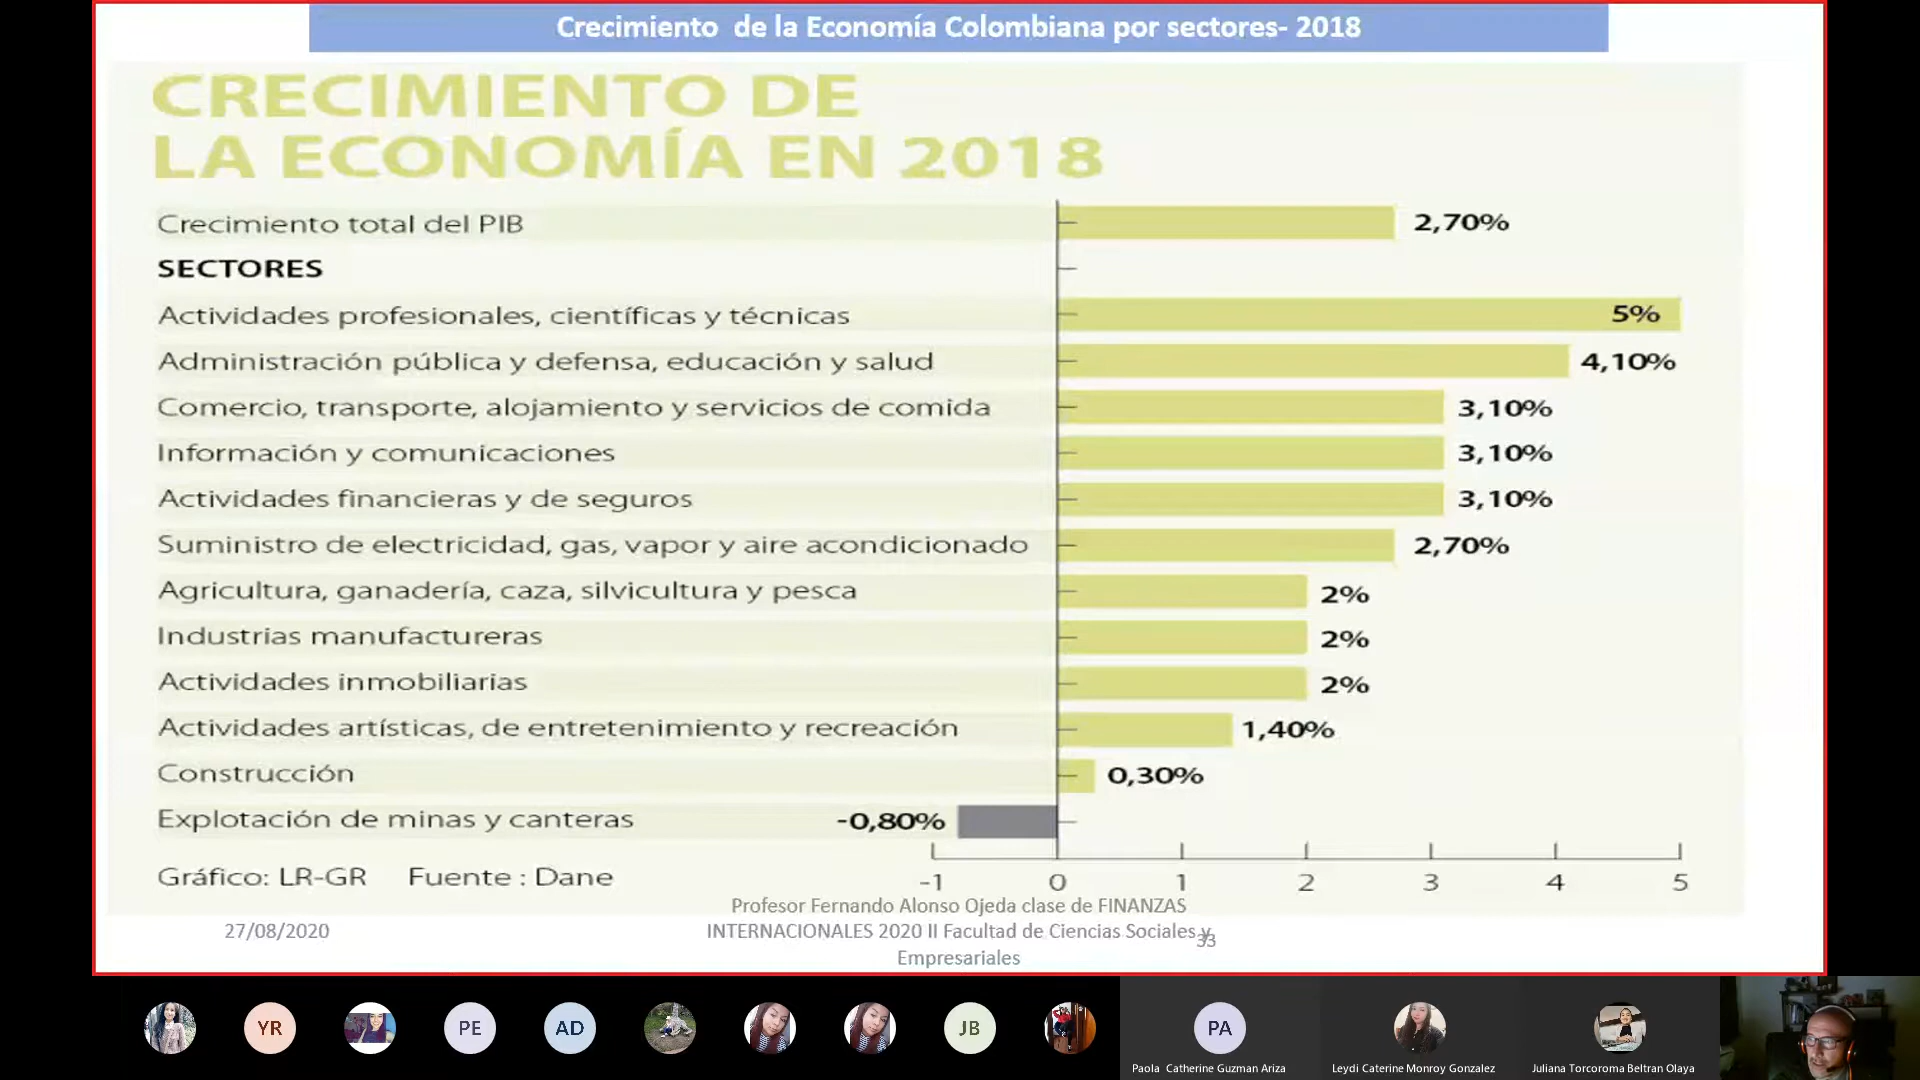 Crecimiento de la Economía Colombiana por sectores- 2018
CRECIMIENTO DE
LA ECONOMÍA EN 2018
Crecimiento total del PIB 2,70%
SECTORES
Actividades profesionales, científicas y técnicas 5%
Administración pública y defensa, educación y salud 4,10%
Comercio, transporte, alojamiento y servicios de comida 3,10%
Información y comunicaciones 3,10%
Actividades financieras y de seguros 3,10%
Suministro de electricidad, gas, vapor y aire acondicionado 2,70%
Agricultura, ganadería, caza, silvicultura y pesca 2%
Industrias manufactureras 2%
Actividades inmobiliarias 2%
Actividades artísticas, de entretenimiento y recreación 1,40%
Construcción 0,30%
Explotación de minas y canteras -0,80%
Gráfico: LR-GR Fuente : Dane
-1 0 1 2 3 4 5
27/08/2020
Profesor Fernando Alonso Ojeda clase de FINANZAS
INTERNACIONALES 2020 II Facultad de Ciencias Sociales y
Empresariales
33
YR PE AD JB PA
Paola Catherine Guzman Ariza
Leydi Caterine Monroy Gonzalez
Juliana Torcoroma Beltran Olaya